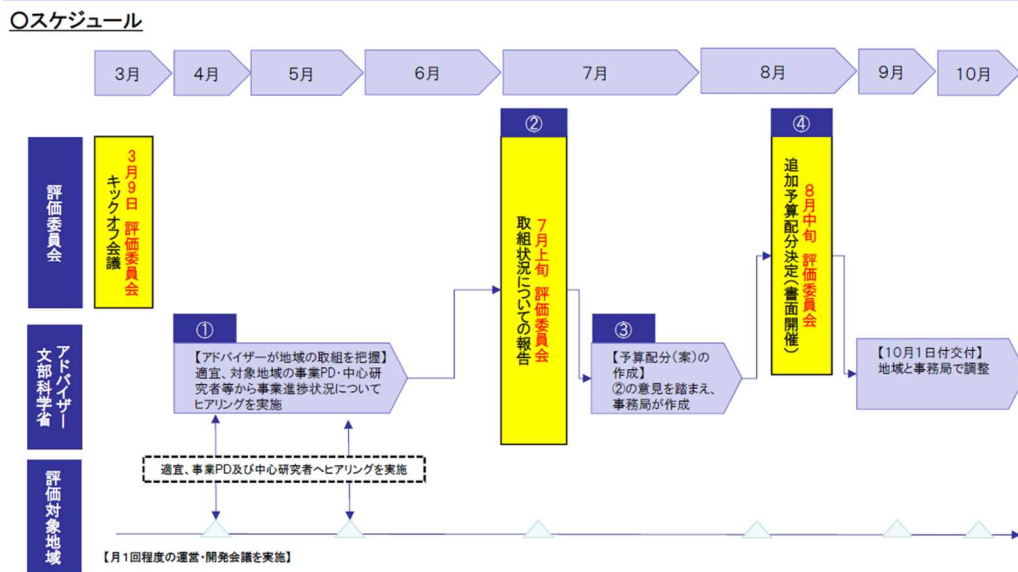 〇スケジュール
3月
4月
5月
6月
7月
8月
9月
10月
評価委員会
3月9日 評価委員会
キックオフ会議
②
7月上旬 評価委員会
取組状況についての報告
④
8月中旬 評価委員会
追加予算配分決定(書面開催)
アドバイザー
文部科学省
①
【アドバイザーが地域の取組を把握】
適宜、対象地域の事業PD・中心研
究者等から事業進捗状況について
ヒアリングを実施
③
【予算配分(案)の
作成】
②の意見を踏まえ、
事務局が作成
【10月1日付交付】
地域と事務局で調整
評価対象地域
適宜、事業PD及び中心研究者へヒアリングを実施
【月1回程度の運営・開発会議を実施】